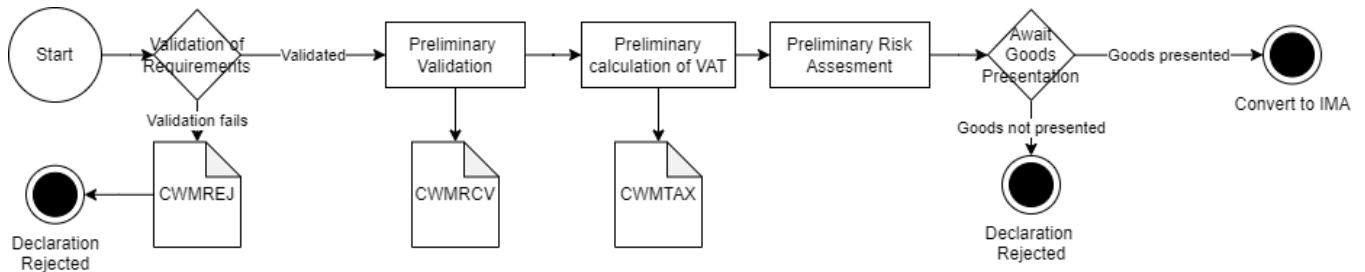 Start
Validation of
Requirements
Validated
Preliminary
Validation
Preliminary
calculation of VAT
Preliminary Risk
Assesment
Await
Goods
Presentation
Goods presented
Convert to IMA
Validation fails
Goods not presented
CWMREJ
CWMRCV
CWMTAX
Declaration
Rejected
Declaration
Rejected